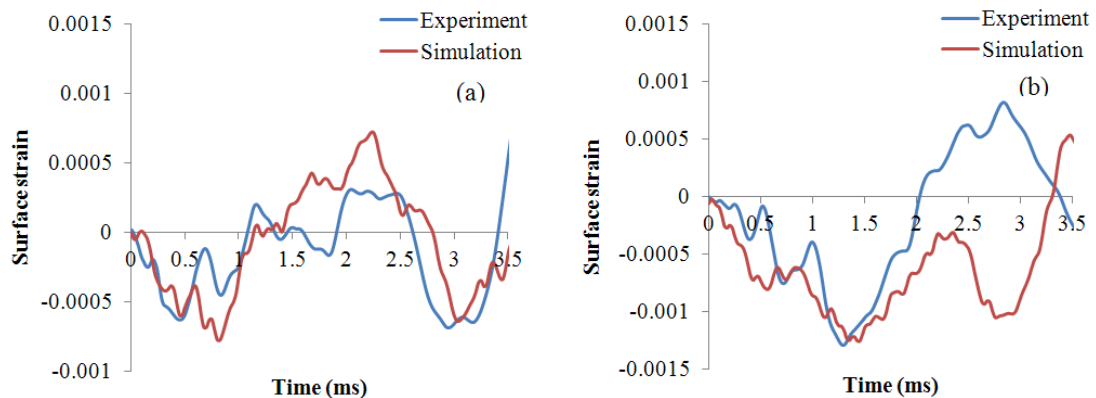 0.0015
Experiment
Simulation
(a)
0.001
0.0005
0
-0.0005
-0.001
0 0.5 1 1.5 2 2.5 3 3.5
Surface strain
Time (ms)
0.0015
Experiment
Simulation
(b)
0.001
0.0005
0
-0.0005
-0.001
-0.0015
0 0.5 1 1.5 2 2.5 3 3.5
Surface strain
Time (ms)